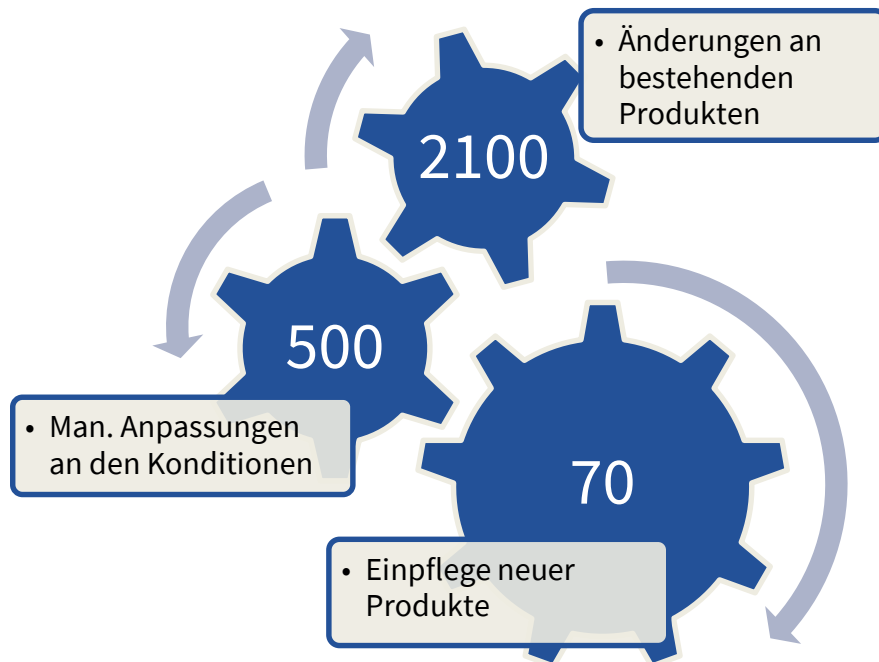 • Änderungen an
bestehenden
Produkten
2100
500
• Man. Anpassungen
an den Konditionen
70
• Einpflege neuer
Produkte